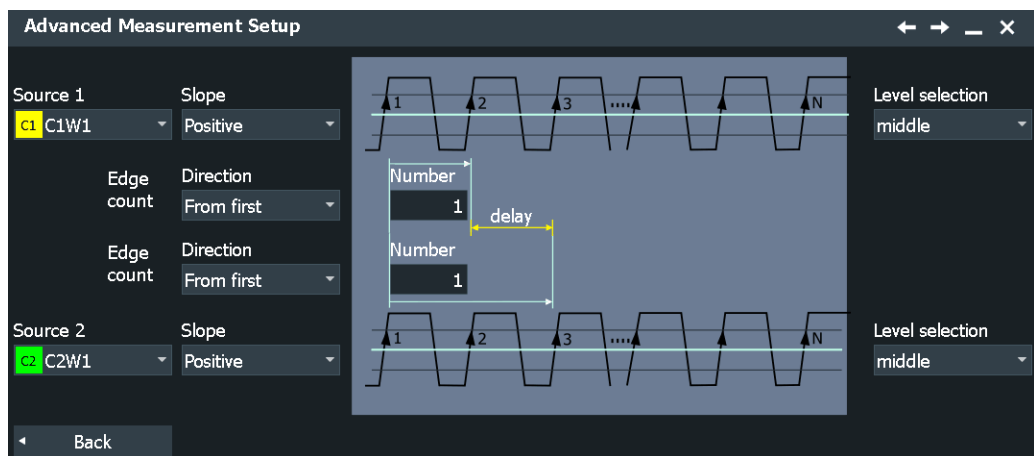 Advanced Measurement Setup
Source 1 Slope Level selection
C1 C1W1 Positive middle
1 2 3 N
Edge count
Direction
From first
Number
1
delay
Edge count
Direction
From first
Number
1
Source 2 Slope Level selection
C2 C2W1 Positive middle
1 2 3 N
Back